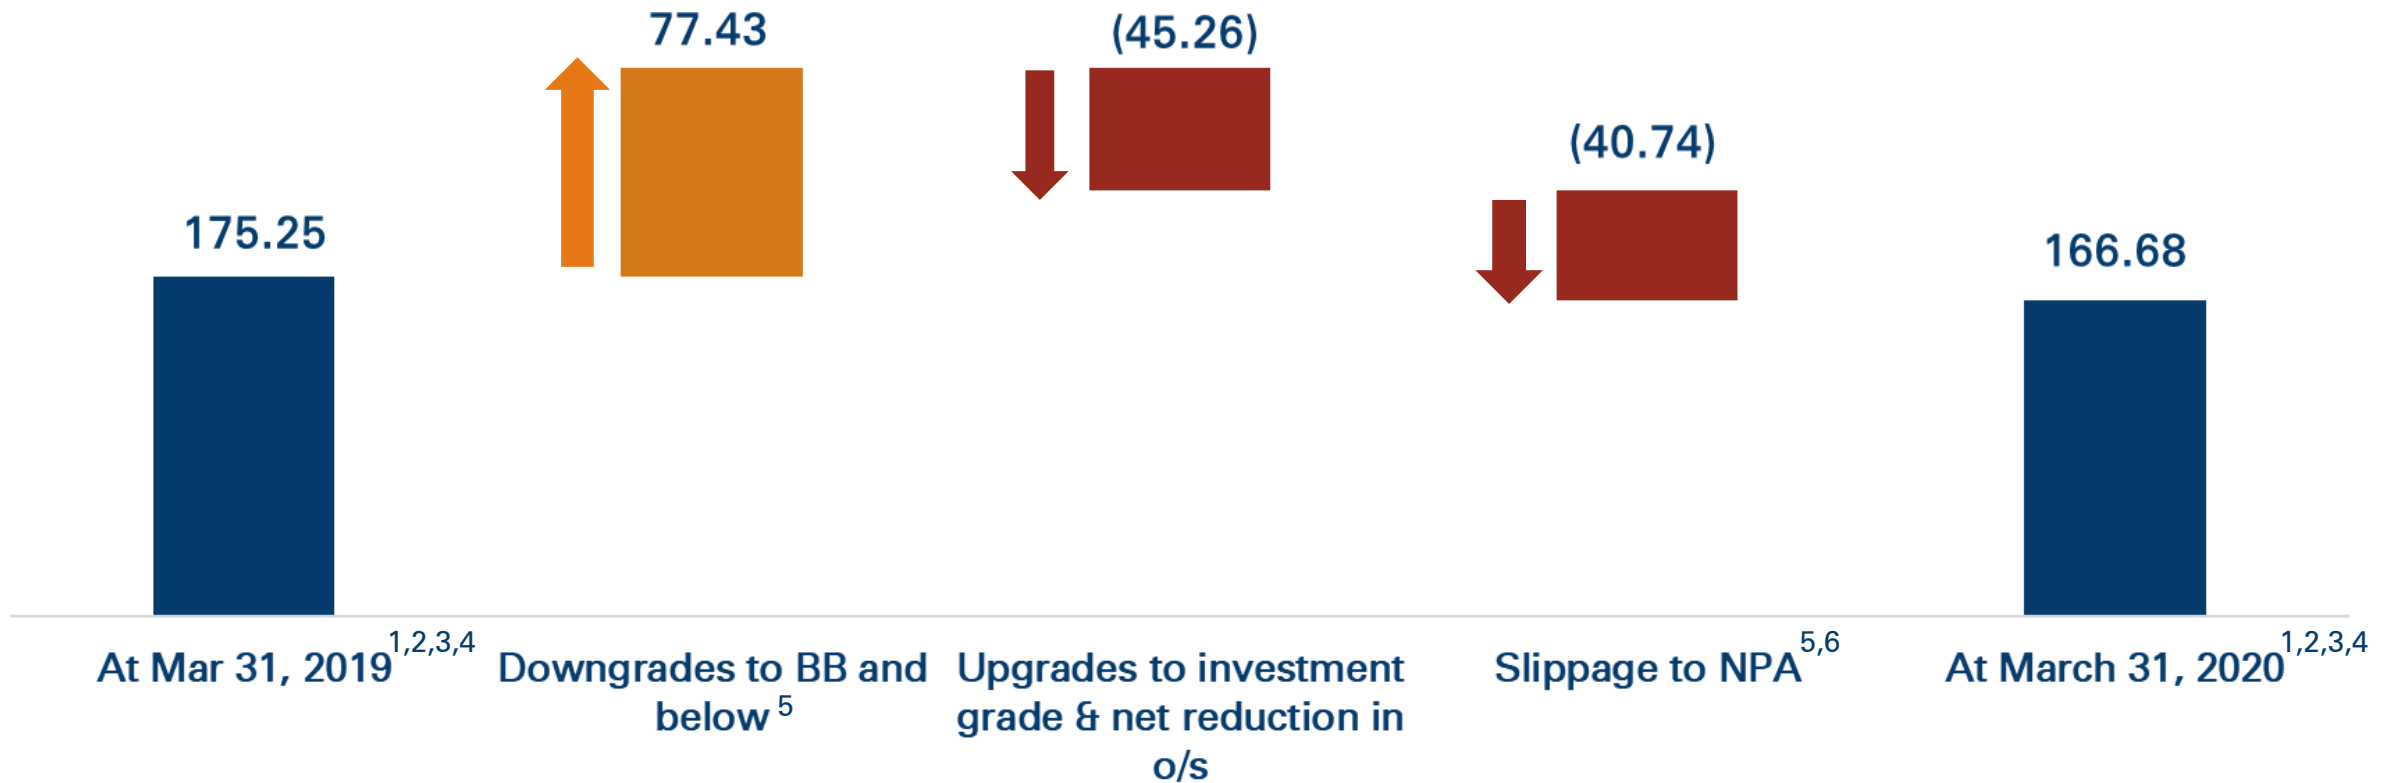 77.43
(45.26)
(40.74)
175.25
166.68
At Mar 31, 2019 1,2,3,4
Downgrades to BB and
below 5
Upgrades to investment
grade & net reduction in
o/s
Slippage to NPA 5,6
At March 31, 2020 1,2,3,4